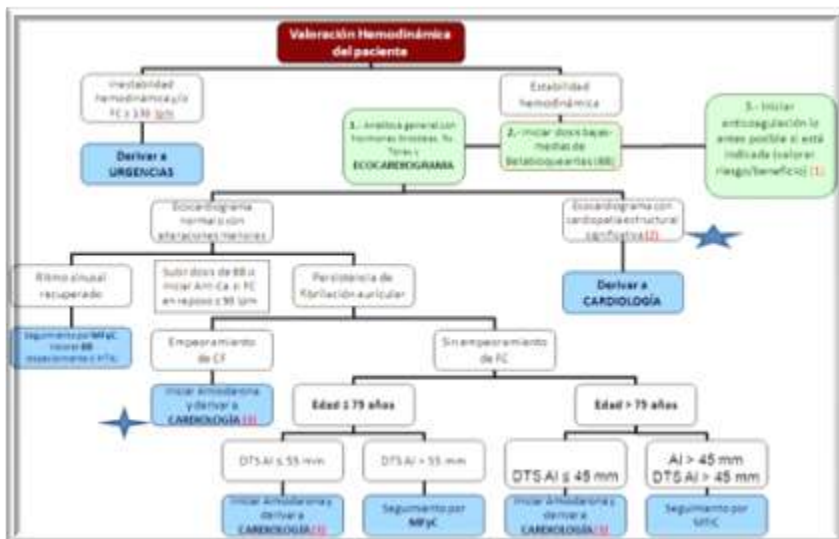 Valoración Hemodinámica
del paciente
Inestabilidad
hemodinámica y/o
FC ≥ 130 lpm
Estabilidad
hemodinámica
Derivar a
URGENCIAS
1.- Analítica general con
hormonas tiroideas, Rx
Tórax y
ECOCARDIOGRAMA
2.- Iniciar dosis bajas-
medias de
Betabloqueantes (BB)
3.- Iniciar
anticoagulación lo
antes posible si está
indicada (valorar
riesgo/beneficio) (1)
Ecocardiograma
normal o con
alteraciones menores
Ecocardiograma con
cardiopatía estructural
significativa (2)
Derivar a
CARDIOLOGÍA
Ritmo sinusal
recuperado
Subir dosis de BB o
iniciar Ant-Ca si FC
en reposo ≥ 90 lpm
Persistencia de
fibrilación auricular
Seguimiento por MFyC
Empeoramiento
de CF
Sin empeoramiento
de FC
Iniciar Amiodarona
y derivar a
CARDIOLOGÍA (3)
Edad ≤ 79 años
Edad > 79 años
DTS AI ≤ 55 mm
DTS AI > 55 mm
DTS AI ≤ 45 mm
AI > 45 mm
DTS AI > 45 mm
Iniciar Amiodarona y
derivar a
CARDIOLOGÍA (3)
Seguimiento por
MFyC
Iniciar Amiodarona y
derivar a
CARDIOLOGÍA (3)
Seguimiento por